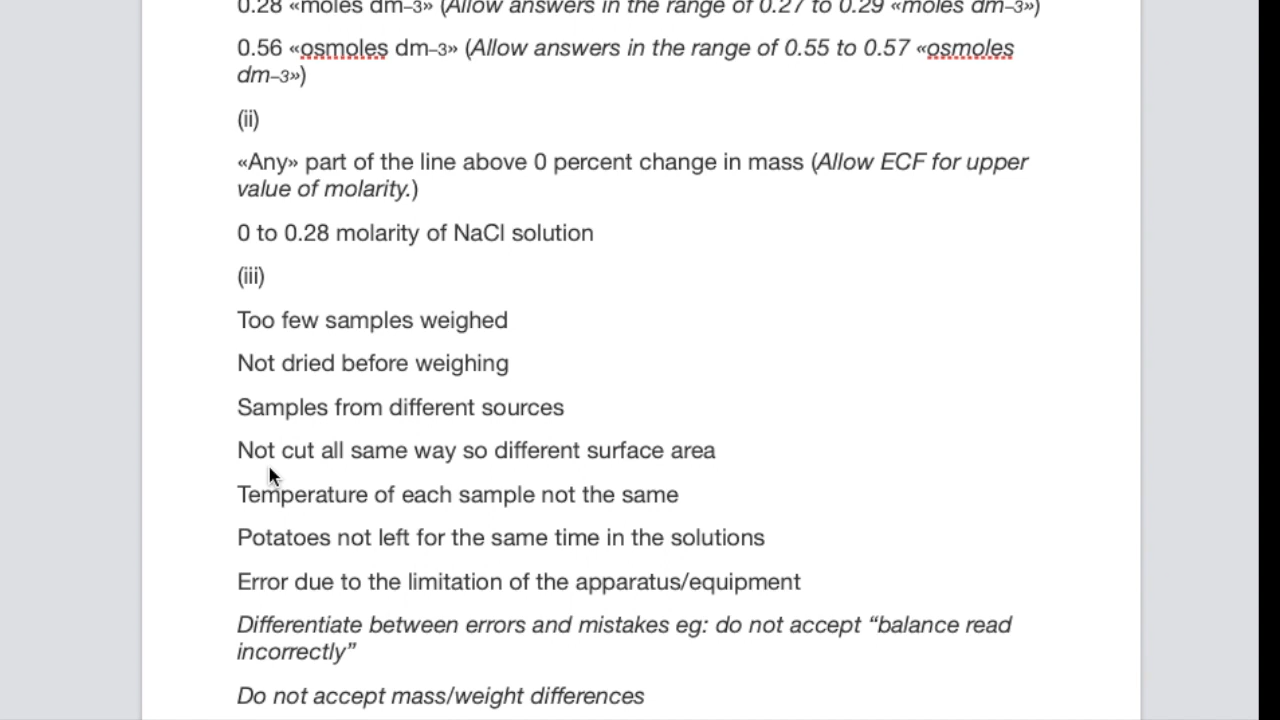 0.28 «moles dm–3» (Allow answers in the range of 0.27 to 0.29 «moles dm–3»)
0.56 «osmoles dm–3» (Allow answers in the range of 0.55 to 0.57 «osmoles
dm–3»)
(ii)
«Any» part of the line above 0 percent change in mass (Allow ECF for upper
value of molarity.)
0 to 0.28 molarity of NaCl solution
(iii)
Too few samples weighed
Not dried before weighing
Samples from different sources
Not cut all same way so different surface area
Temperature of each sample not the same
Potatoes not left for the same time in the solutions
Error due to the limitation of the apparatus/equipment
Differentiate between errors and mistakes eg: do not accept “balance read
incorrectly”
Do not accept mass/weight differences